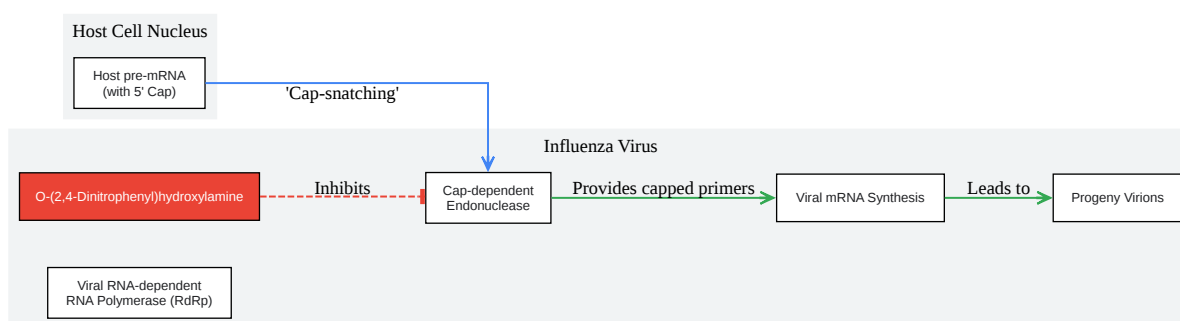 Host Cell Nucleus
Host pre-mRNA
(with 5' Cap)
'Cap-snatching'
Influenza Virus
O-(2,4-Dinitrophenyl)hydroxylamine
Inhibits
Cap-dependent
Endonuclease
Provides capped primers
Viral mRNA Synthesis
Leads to
Progeny Virions
Viral RNA-dependent
RNA Polymerase (RdRp)